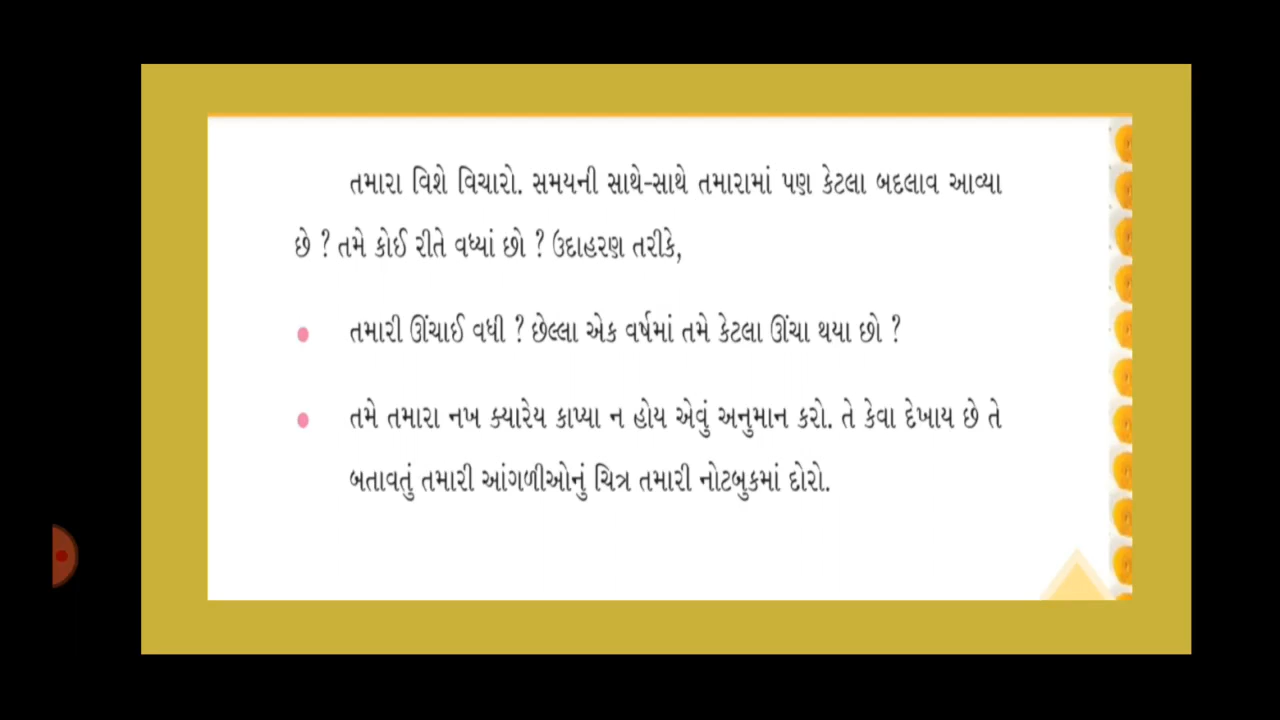 તમારા વિશે વિચારો. સમયની સાથે-સાથે તમારામાં પણ કેટલા બદલાવ આવ્યા
છે ? તમે કોઈ રીતે વધ્યાં છો ? ઉદાહરણ તરીકે,
તમારી ઊંચાઈ વધી ? છેલ્લા એક વર્ષમાં તમે કેટલા ઊંચા થયા છો ?
તમે તમારા નખ ક્યારેય કાપ્યા ન હોય એવું અનુમાન કરો. તે કેવા દેખાય છે તે
બતાવતું તમારી આંગળીઓનું ચિત્ર તમારી નોટબુકમાં દોરો.